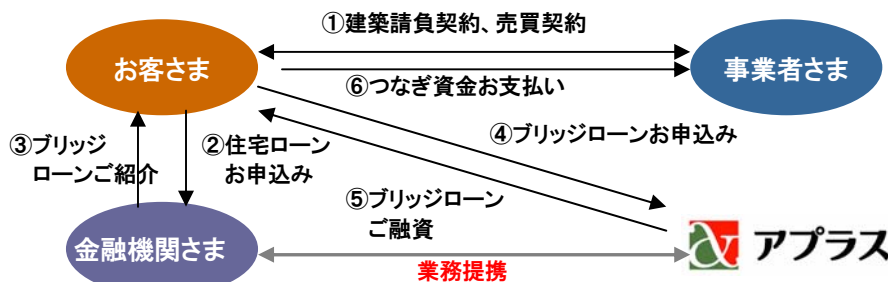 ①建築請負契約、売買契約
お客さま
事業者さま
⑥つなぎ資金お支払い
③ブリッジ
ローンご紹介
②住宅ローン
お申込み
④ブリッジローンお申込み
⑤ブリッジローン
ご融資
金融機関さま
アプラス
業務提携